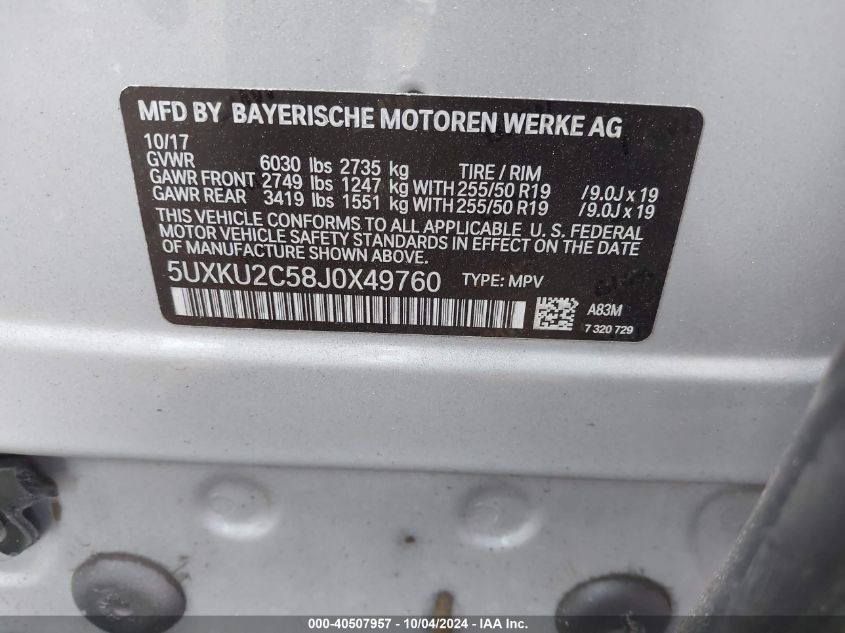 MFD BY BAYERISCHE MOTOREN WERKE AG
10/17
GVWR 6030 lbs 2735 kg TIRE / RIM
GAWR FRONT 2749 lbs 1247 kg WITH 255/50 R19 /9.0J x 19
GAWR REAR 3419 lbs 1551 kg WITH 255/50 R19 /9.0J x 19
THIS VEHICLE CONFORMS TO ALL APPLICABLE U. S. FEDERAL
MOTOR VEHICLE SAFETY STANDARDS IN EFFECT ON THE DATE
OF MANUFACTURE SHOWN ABOVE.
5UXKU2C58J0X49760 TYPE: MPV
A83M
7 320 729
000-40507957 - 10/04/2024 - IAA Inc.